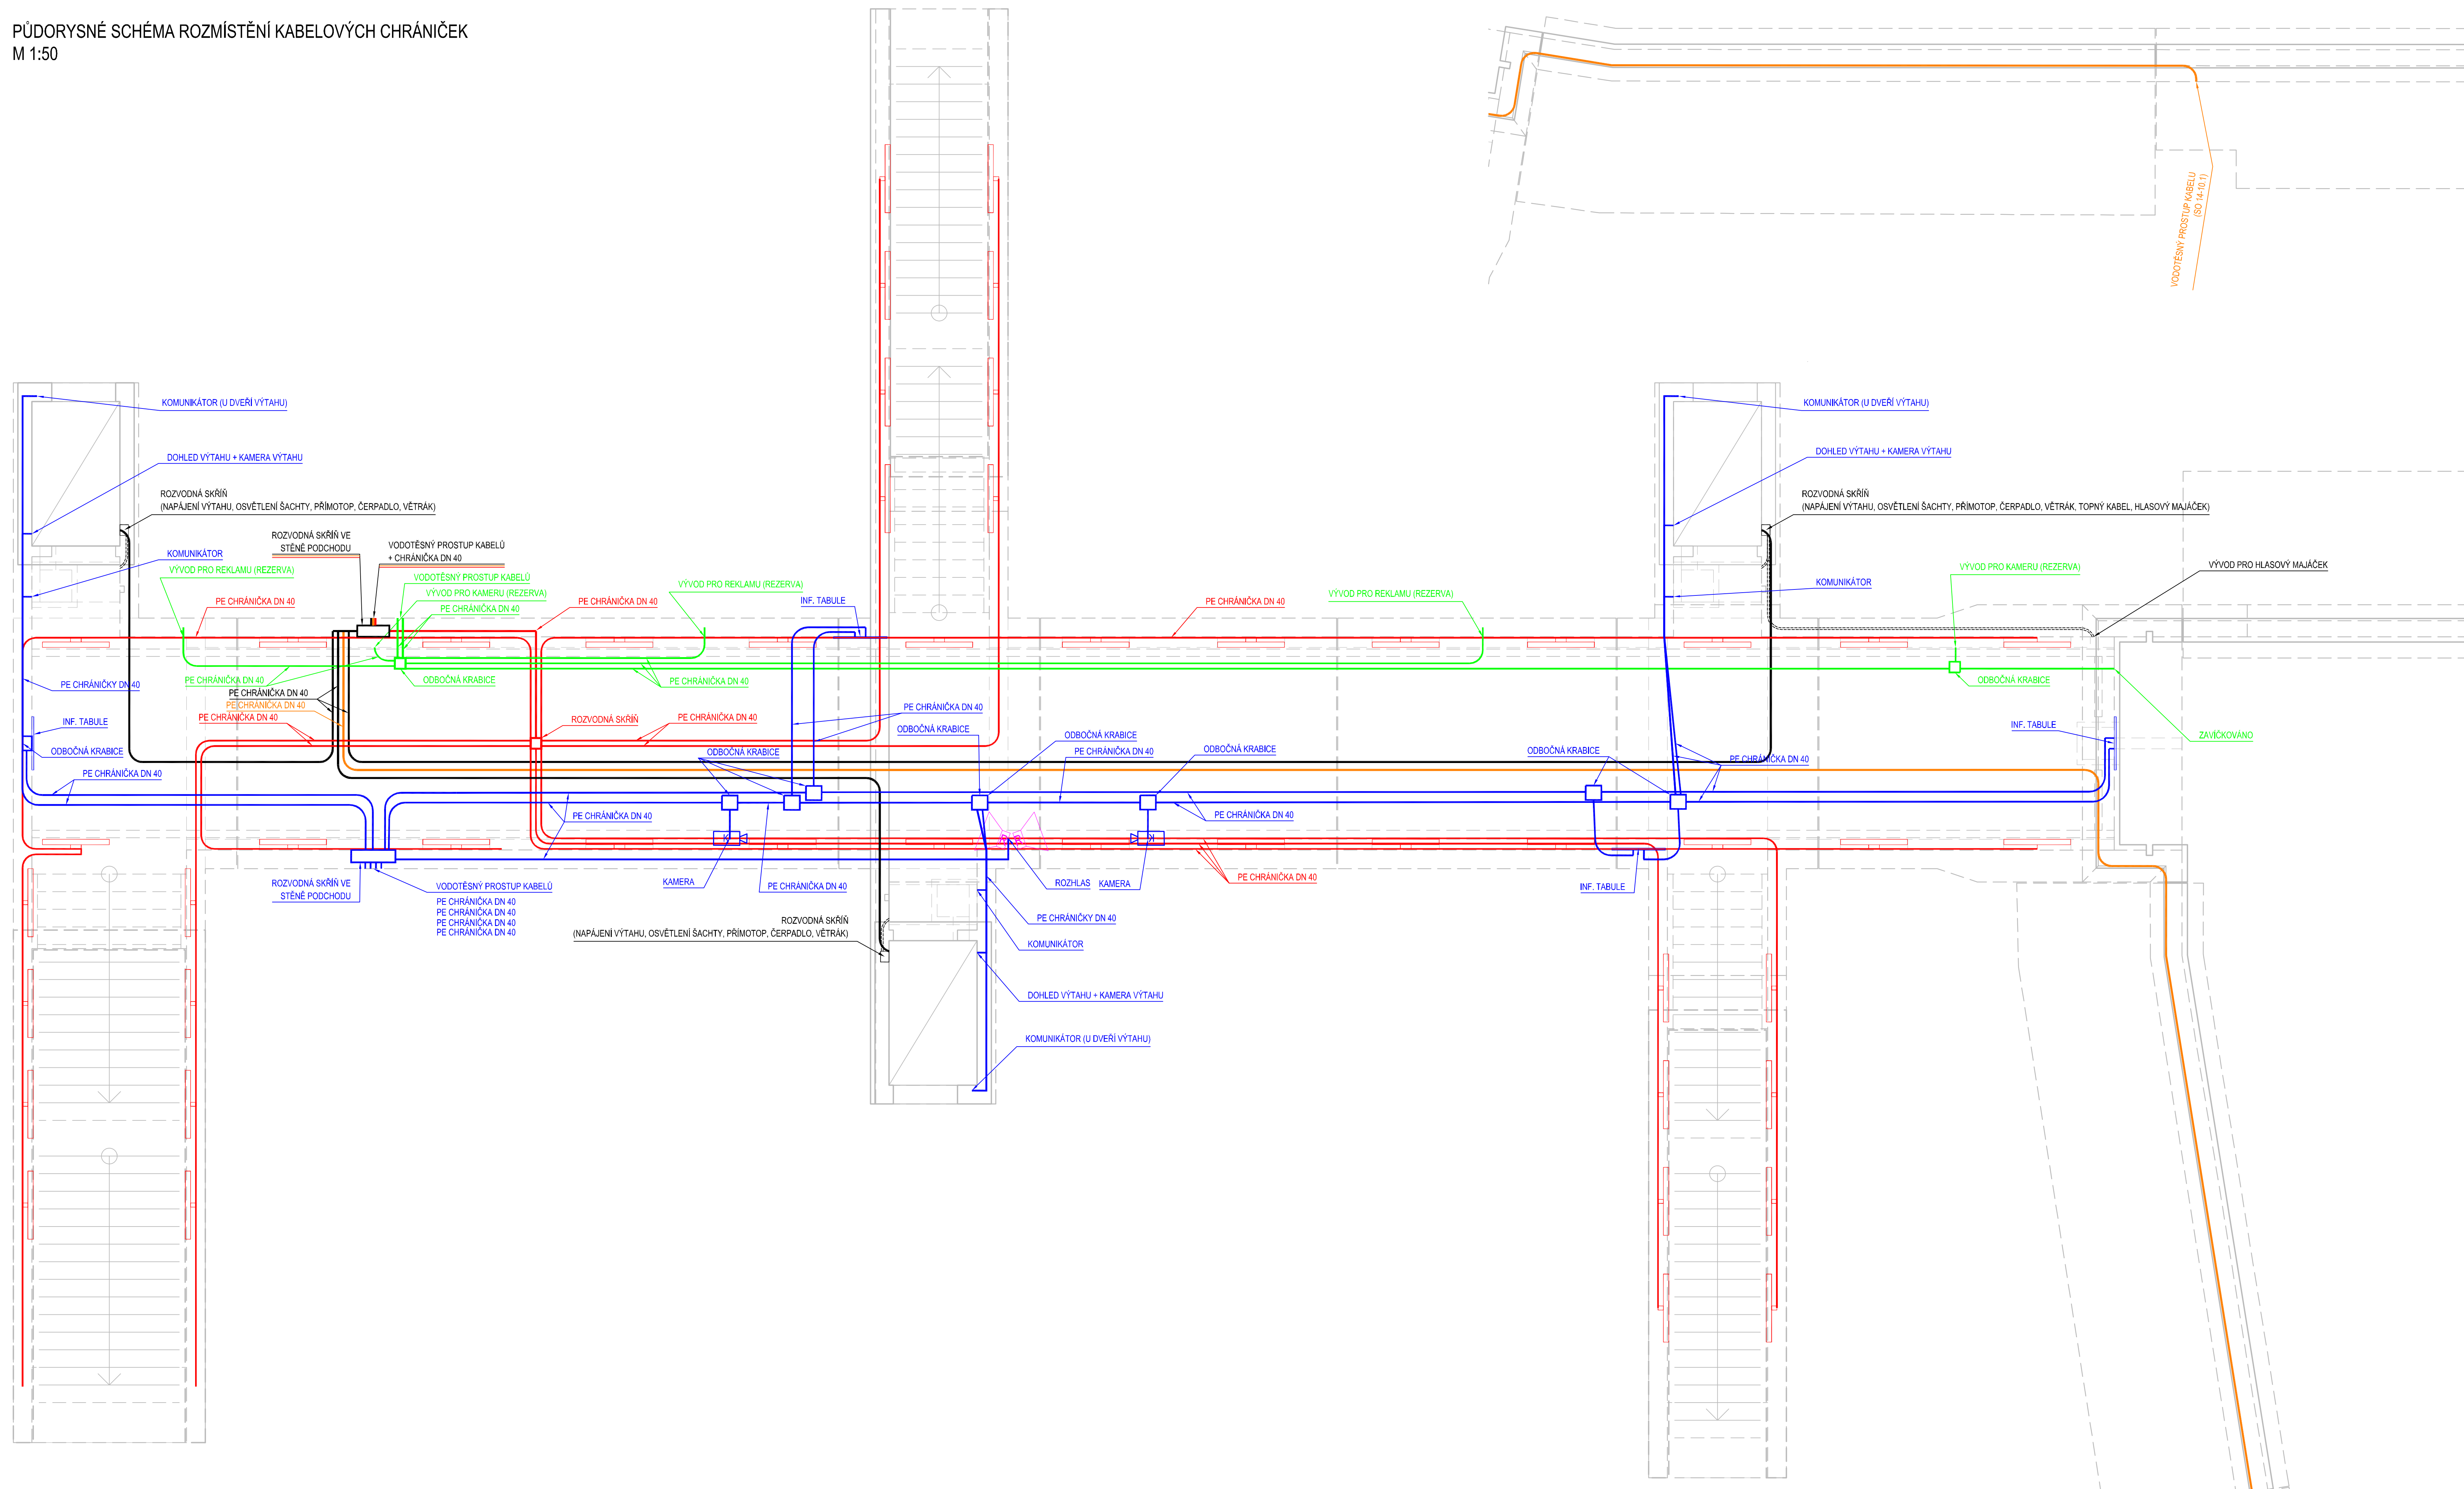 PŮDORYSNÉ SCHÉMA ROZMÍSTĚNÍ KABELOVÝCH CHRÁNIČEK
M 1:50
VODOTĚSNÝ PROSTUP KABELU
(SO 14-10.1)
KOMUNIKÁTOR (U DVEŘÍ VÝTAHU)
KOMUNIKÁTOR (U DVEŘÍ VÝTAHU)
DOHLED VÝTAHU + KAMERA VÝTAHU
DOHLED VÝTAHU + KAMERA VÝTAHU
ROZVODNÁ SKŘÍŇ
(NAPÁJENÍ VÝTAHU, OSVĚTLENÍ ŠACHTY, PŘÍMOTOP, ČERPADLO, VĚTRÁK)
ROZVODNÁ SKŘÍŇ
(NAPÁJENÍ VÝTAHU, OSVĚTLENÍ ŠACHTY, PŘÍMOTOP, ČERPADLO, VĚTRÁK, TOPNÝ KABEL, HLASOVÝ MAJÁČEK)
ROZVODNÁ SKŘÍŇ VE
STĚNĚ PODCHODU
VODOTĚSNÝ PROSTUP KABELŮ
+ CHRÁNIČKA DN 40
KOMUNIKÁTOR
VÝVOD PRO REKLAMU (REZERVA)
VODOTĚSNÝ PROSTUP KABELŮ
VÝVOD PRO KAMERU (REZERVA)
PE CHRÁNIČKA DN 40
VÝVOD PRO REKLAMU (REZERVA)
INF. TABULE
PE CHRÁNIČKA DN 40
PE CHRÁNIČKA DN 40
PE CHRÁNIČKA DN 40
VÝVOD PRO REKLAMU (REZERVA)
KOMUNIKÁTOR
VÝVOD PRO KAMERU (REZERVA)
VÝVOD PRO HLASOVÝ MAJÁČEK
PE CHRÁNIČKY DN 40
PE CHRÁNIČKA DN 40
ODBOČNÁ KRABICE
PE CHRÁNIČKA DN 40
ODBOČNÁ KRABICE
PE CHRÁNIČKA DN 40
PE CHRÁNIČKA DN 40
PE CHRÁNIČKA DN 40
INF. TABULE
ROZVODNÁ SKŘÍŇ
PE CHRÁNIČKA DN 40
PE CHRÁNIČKA DN 40
ODBOČNÁ KRABICE
ODBOČNÁ KRABICE
INF. TABULE
ZAVÍČKOVÁNO
ODBOČNÁ KRABICE
ODBOČNÁ KRABICE
PE CHRÁNIČKA DN 40
ODBOČNÁ KRABICE
ODBOČNÁ KRABICE
PE CHRÁNIČKA DN 40
PE CHRÁNIČKA DN 40
PE CHRÁNIČKA DN 40
PE CHRÁNIČKA DN 40
K
K
R
R
ROZVODNÁ SKŘÍŇ VE
STĚNĚ PODCHODU
VODOTĚSNÝ PROSTUP KABELŮ
PE CHRÁNIČKA DN 40
PE CHRÁNIČKA DN 40
PE CHRÁNIČKA DN 40
PE CHRÁNIČKA DN 40
KAMERA
PE CHRÁNIČKA DN 40
ROZHLAS
KAMERA
PE CHRÁNIČKA DN 40
INF. TABULE
ROZVODNÁ SKŘÍŇ
(NAPÁJENÍ VÝTAHU, OSVĚTLENÍ ŠACHTY, PŘÍMOTOP, ČERPADLO, VĚTRÁK)
PE CHRÁNIČKY DN 40
KOMUNIKÁTOR
DOHLED VÝTAHU + KAMERA VÝTAHU
KOMUNIKÁTOR (U DVEŘÍ VÝTAHU)